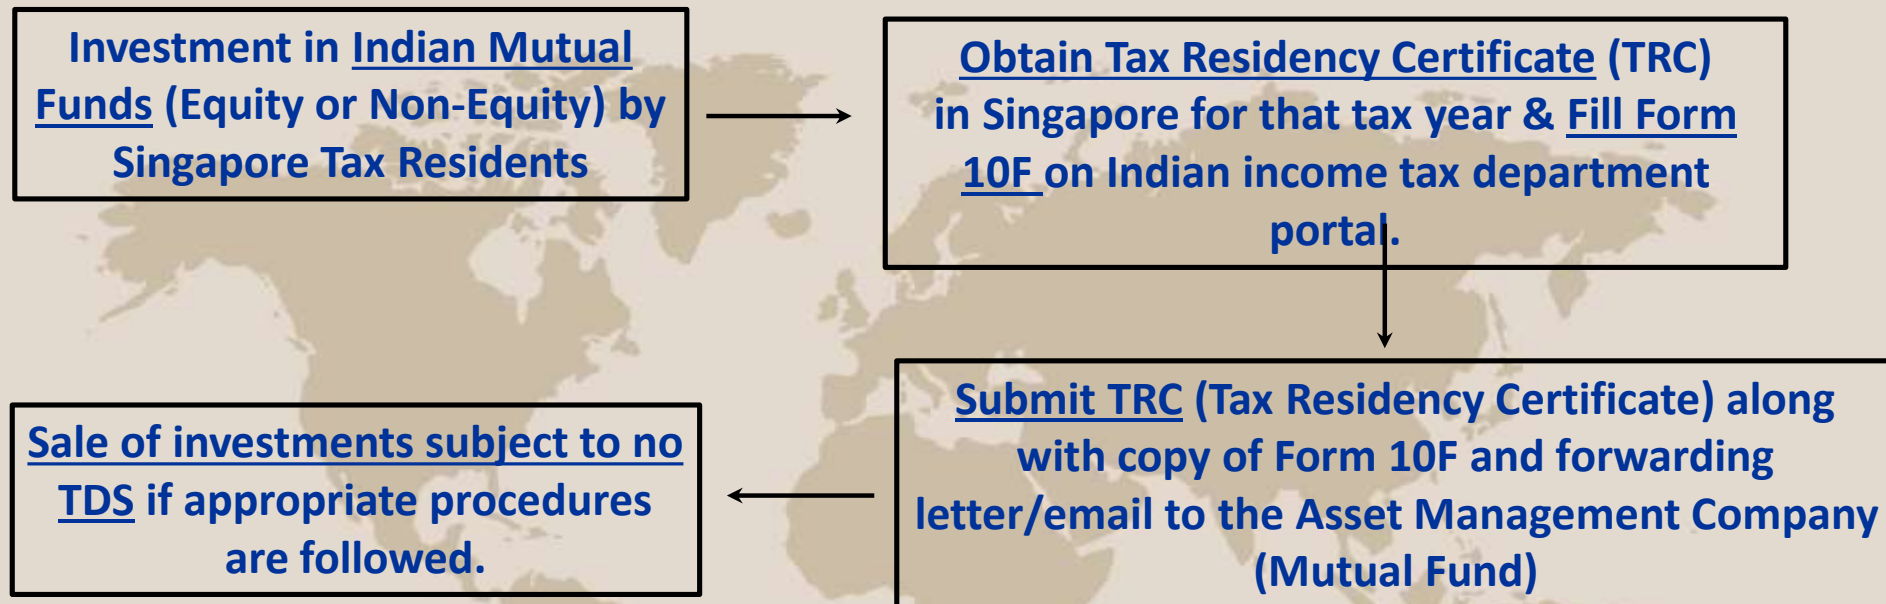 Investment in Indian Mutual
Funds (Equity or Non-Equity) by
Singapore Tax Residents
Obtain Tax Residency Certificate (TRC)
in Singapore for that tax year & Fill Form
10F on Indian income tax department
portal.
Submit TRC (Tax Residency Certificate) along
with copy of Form 10F and forwarding
letter/email to the Asset Management Company
(Mutual Fund)
Sale of investments subject to no
TDS if appropriate procedures
are followed.